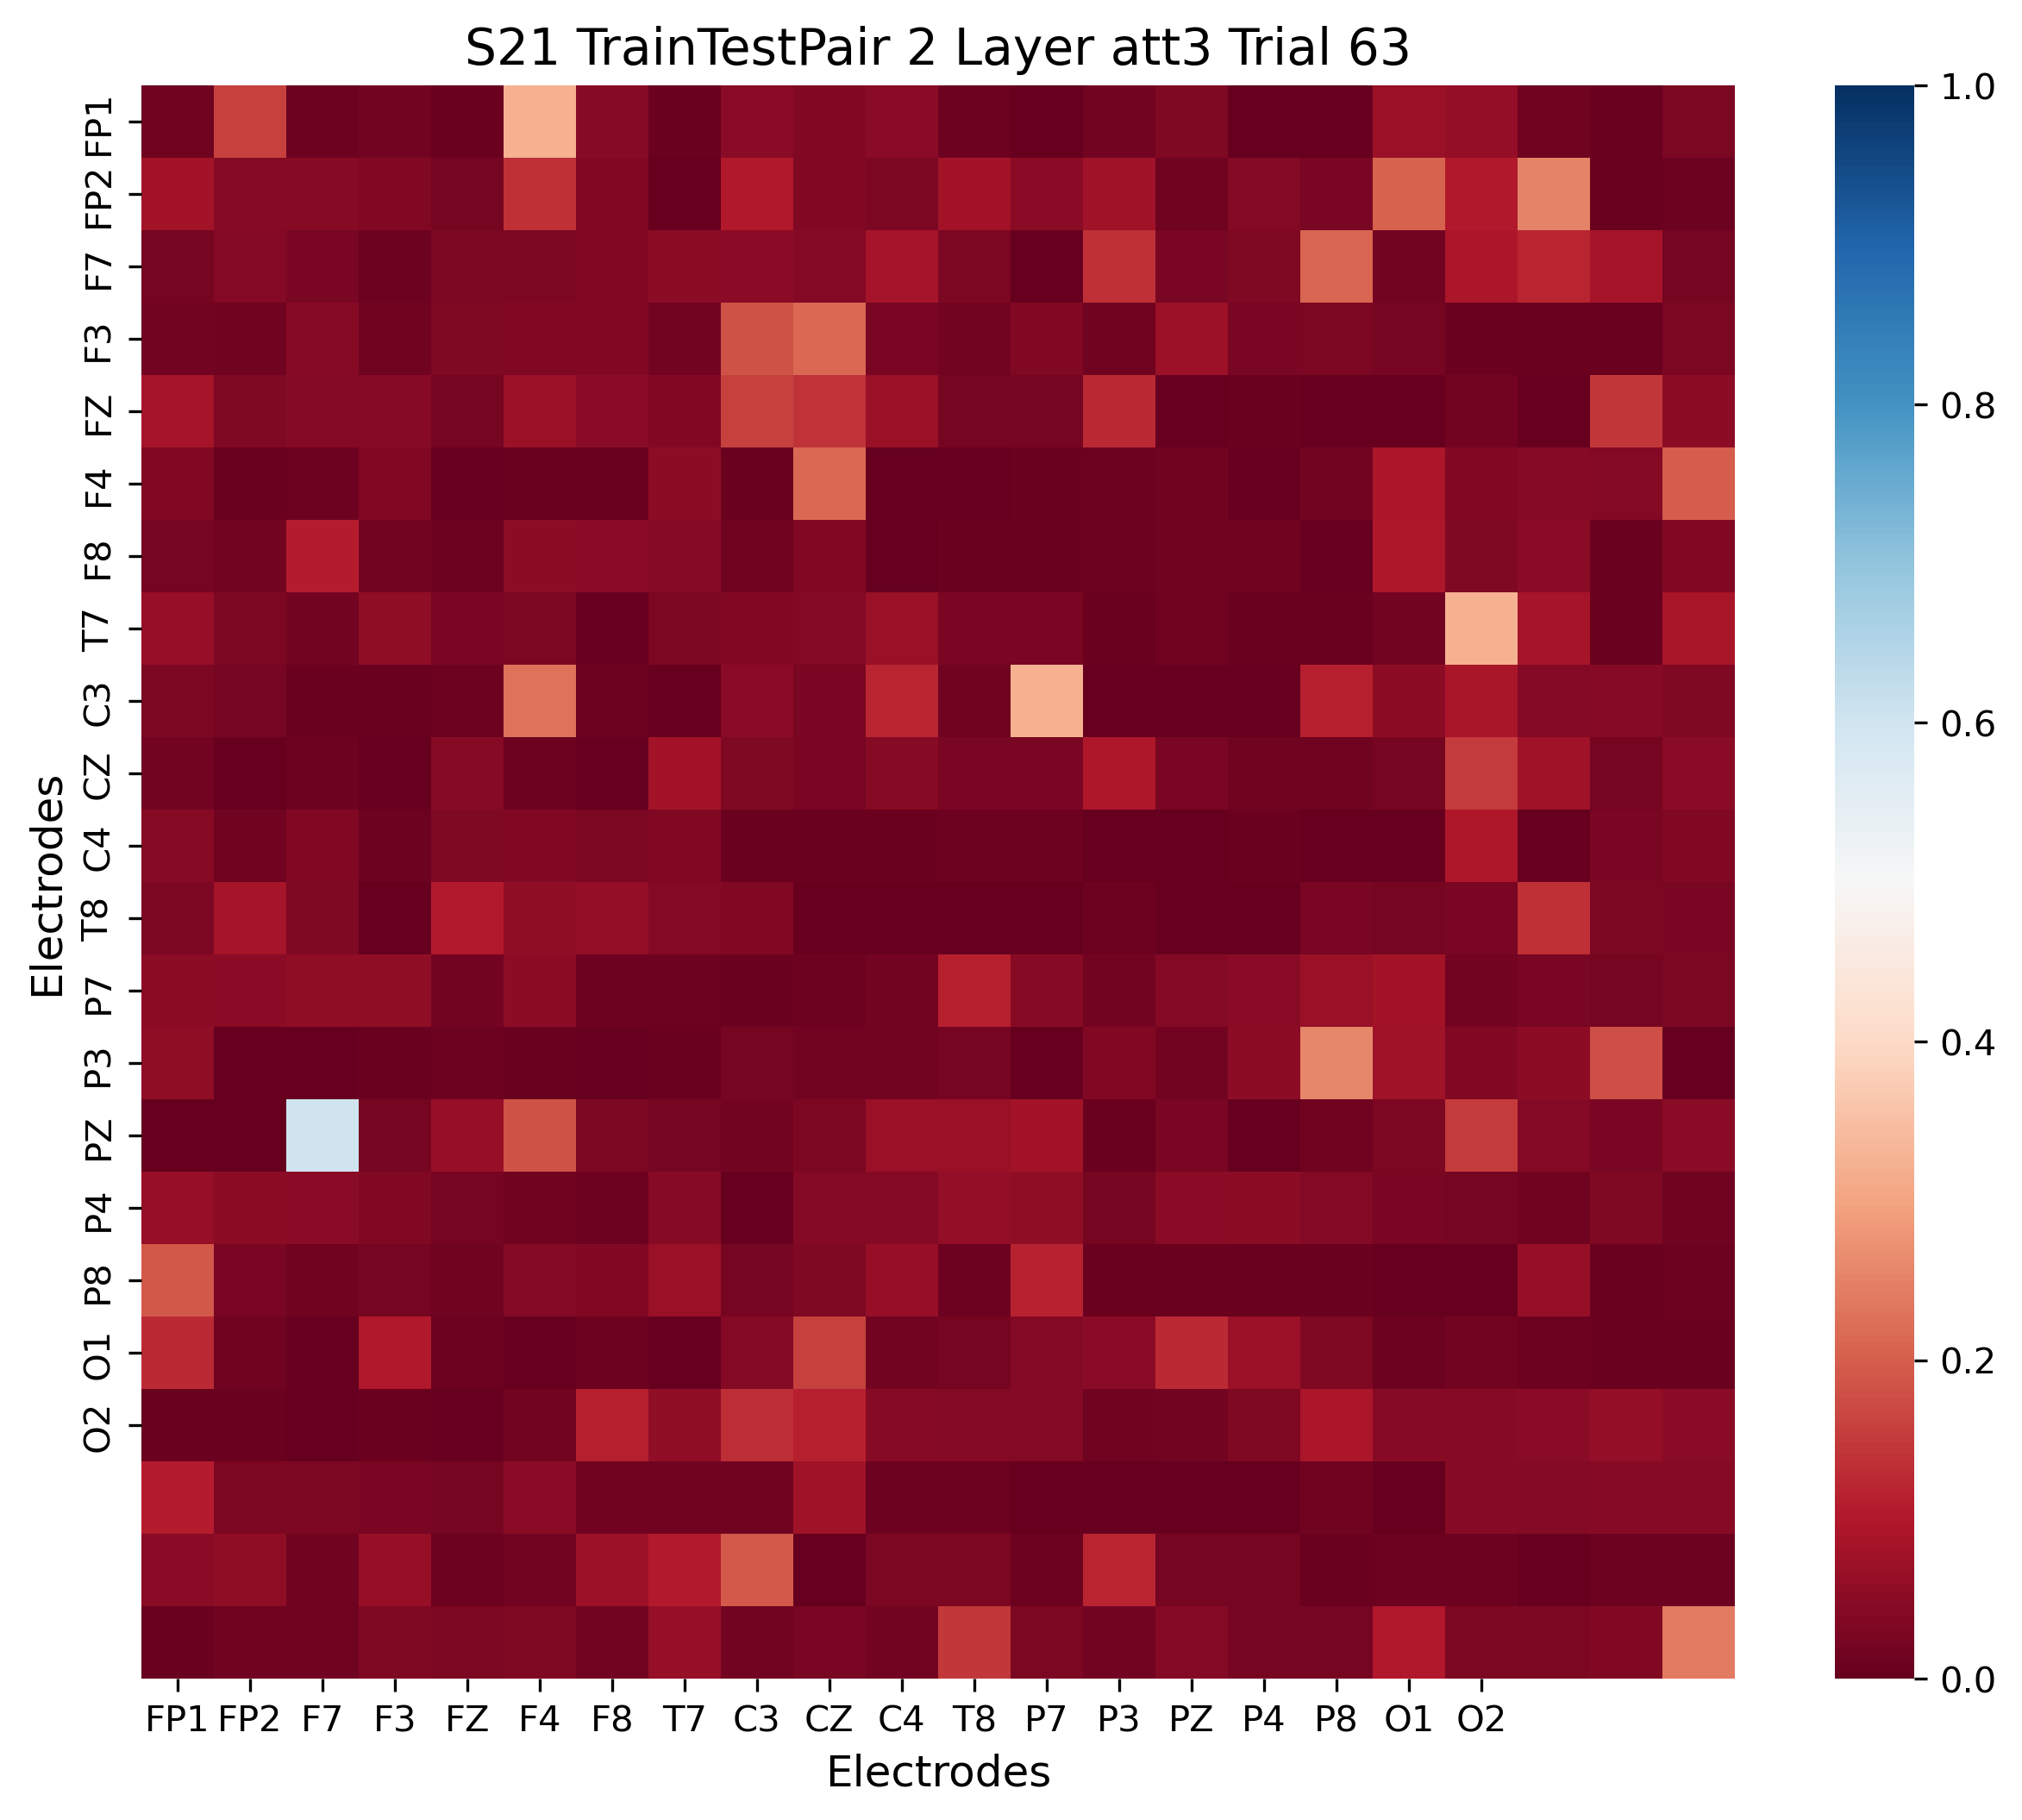 S21 TrainTestPair 2 Layer att3 Trial 63
Electrodes
FP1
FP2
F7
F3
FZ
F4
F8
T7
C3
CZ
C4
T8
P7
P3
PZ
P4
P8
O1
O2
FP1 FP2 F7 F3 FZ F4 F8 T7 C3 CZ C4 T8 P7 P3 PZ P4 P8 O1 O2
Electrodes
1.0
0.8
0.6
0.4
0.2
0.0